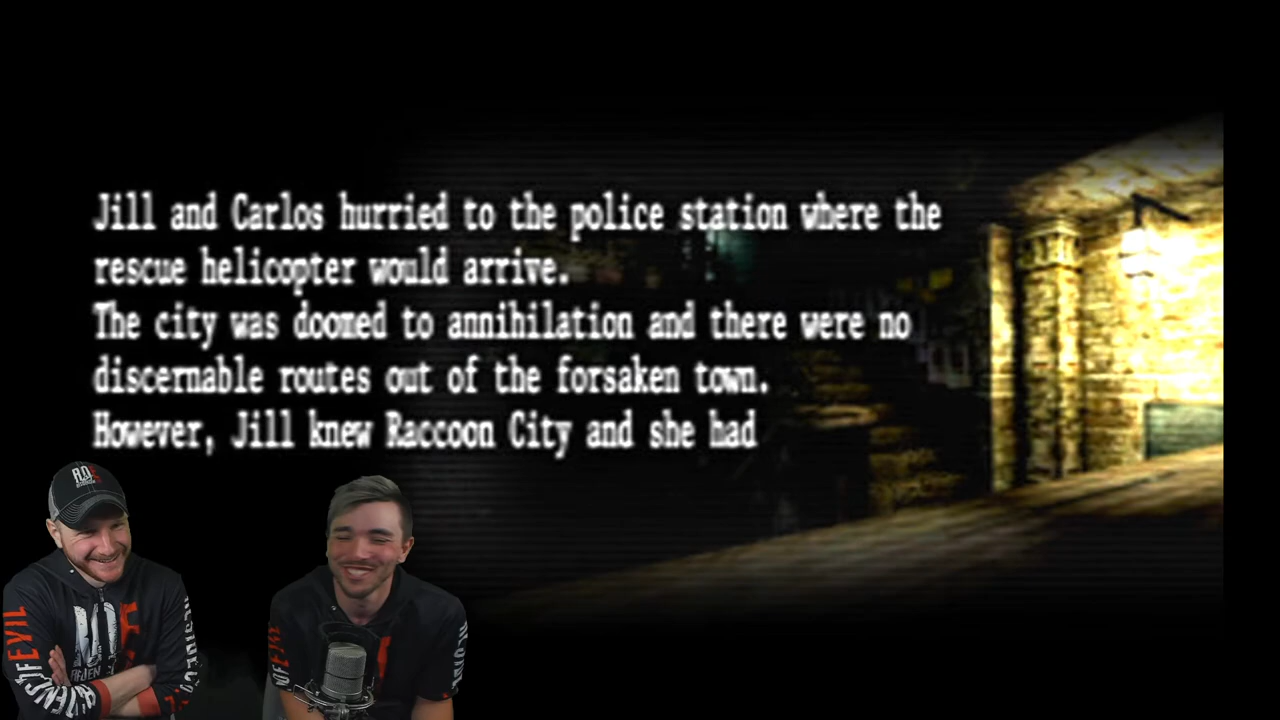 Jill and Carlos hurried to the police station where the
rescue helicopter would arrive.
The city was doomed to annihilation and there were no
discernable routes out of the forsaken town.
However, Jill knew Raccoon City and she had
OF EVIL